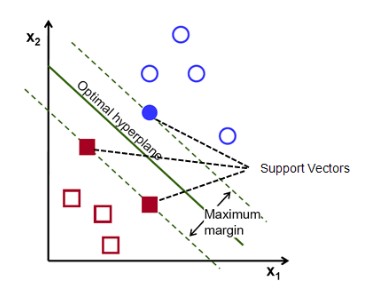 x2
Optimal hyperplane
Support Vectors
Maximum
margin
x1